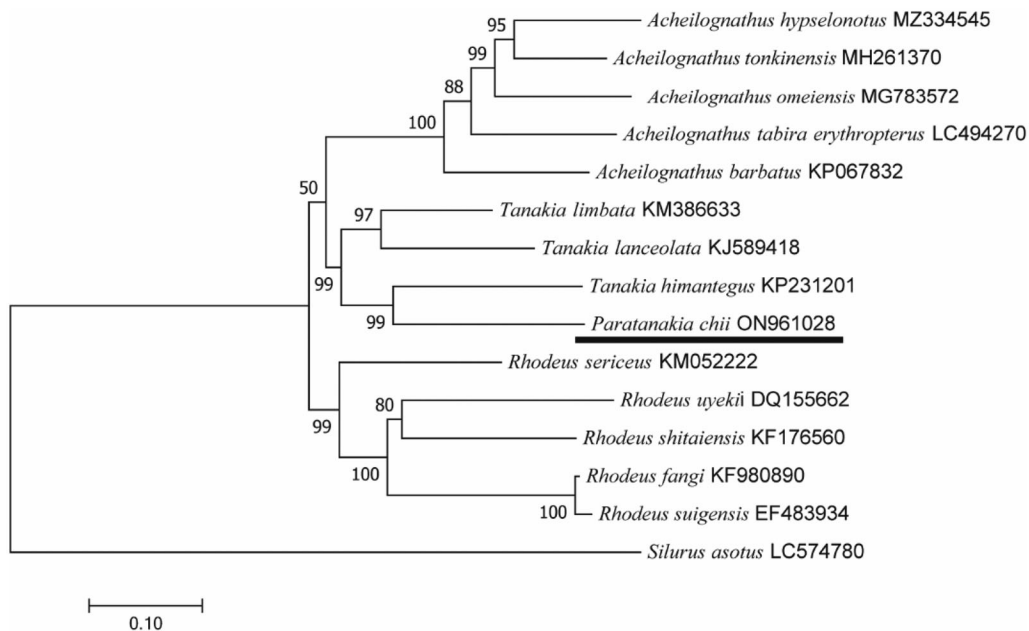 Acheilognathus hypselonotus MZ334545
95
Acheilognathus tonkinensis MH261370
99
88
Acheilognathus omeiensis MG783572
100
Acheilognathus tabira erythropterus LC494270
Acheilognathus barbatus KP067832
50
97
Tanakia limbata KM386633
Tanakia lanceolata KJ589418
99
Tanakia himantegus KP231201
99
Paratanakia chii ON961028
Rhodeus sericeus KM052222
99
80
Rhodeus uyekii DQ155662
Rhodeus shitaiensis KF176560
100
Rhodeus fangi KF980890
100
Rhodeus suigensis EF483934
Silurus asotus LC574780
0.10